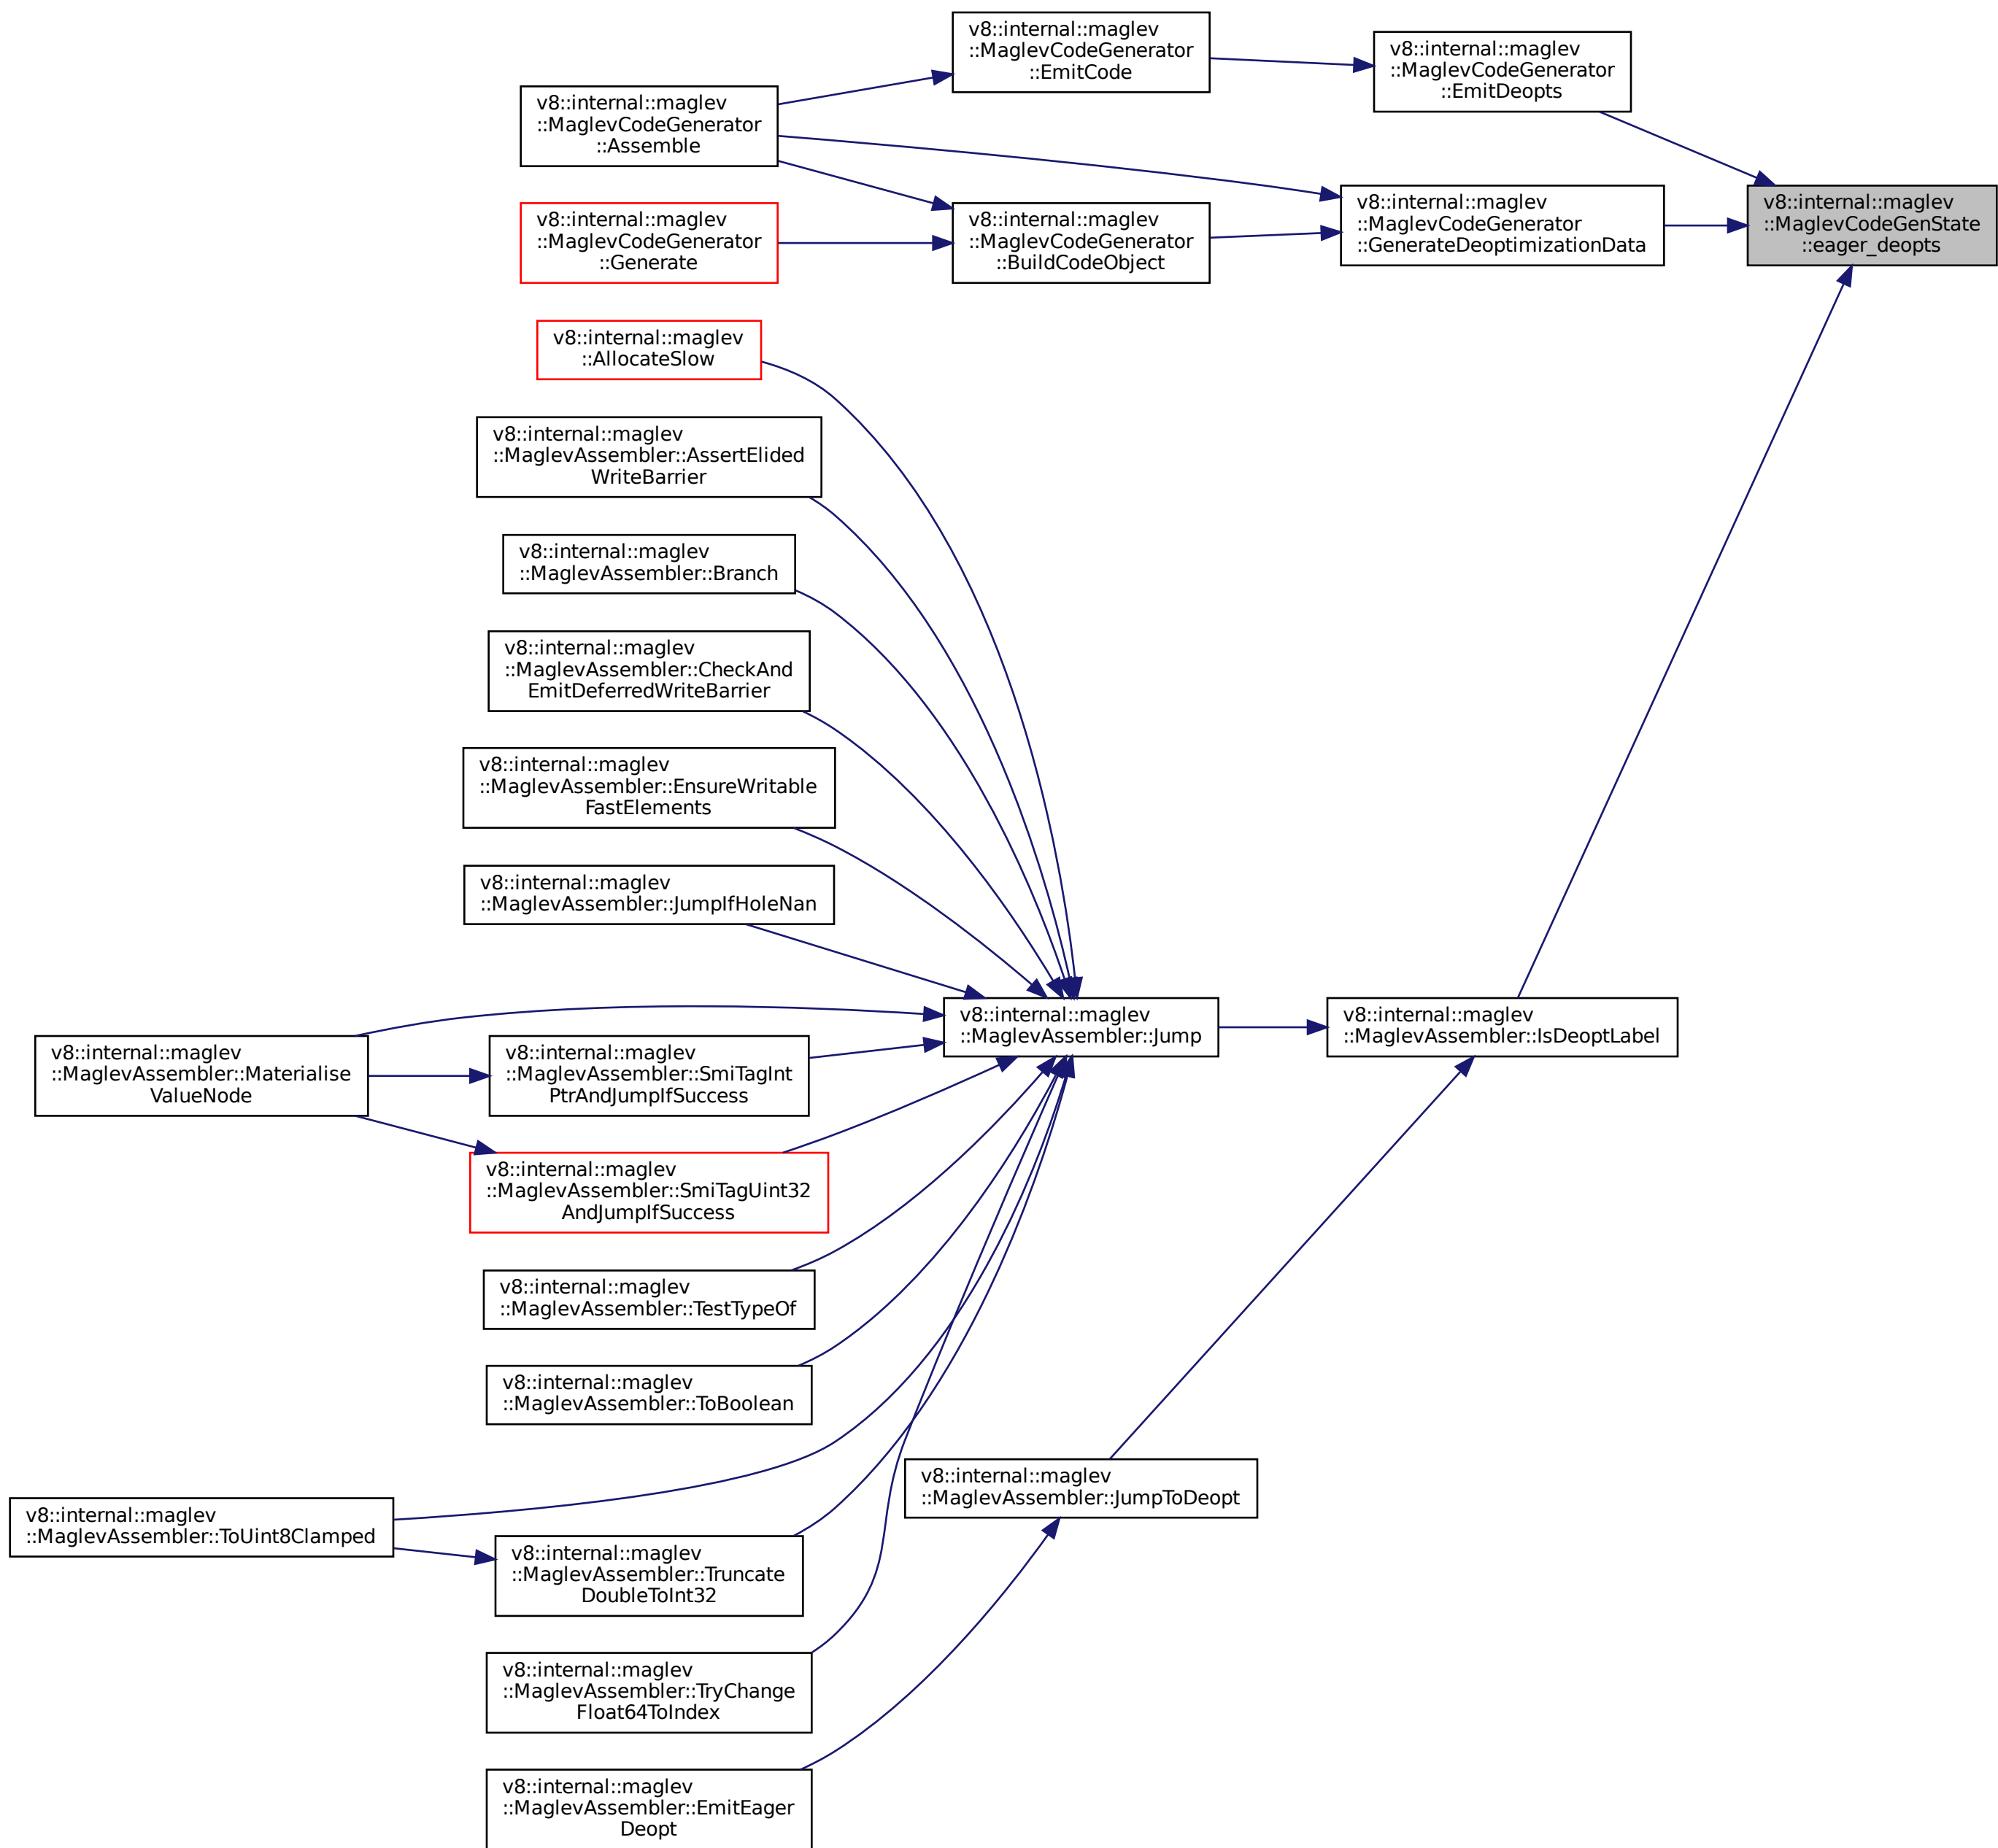 v8::internal::maglev
::MaglevCodeGenerator
::EmitCode
v8::internal::maglev
::MaglevCodeGenerator
::EmitDeopts
v8::internal::maglev
::MaglevCodeGenerator
::Assemble
v8::internal::maglev
::MaglevCodeGenerator
::Generate
v8::internal::maglev
::MaglevCodeGenerator
::BuildCodeObject
v8::internal::maglev
::MaglevCodeGenerator
::GenerateDeoptimizationData
v8::internal::maglev
::MaglevCodeGenState
::eager_deopts
v8::internal::maglev
::AllocateSlow
v8::internal::maglev
::MaglevAssembler::AssertElided
WriteBarrier
v8::internal::maglev
::MaglevAssembler::Branch
v8::internal::maglev
::MaglevAssembler::CheckAnd
EmitDeferredWriteBarrier
v8::internal::maglev
::MaglevAssembler::EnsureWritable
FastElements
v8::internal::maglev
::MaglevAssembler::JumpIfHoleNan
v8::internal::maglev
::MaglevAssembler::Materialise
ValueNode
v8::internal::maglev
::MaglevAssembler::SmiTagInt
PtrAndJumpIfSuccess
v8::internal::maglev
::MaglevAssembler::Jump
v8::internal::maglev
::MaglevAssembler::IsDeoptLabel
v8::internal::maglev
::MaglevAssembler::SmiTagUint32
AndJumpIfSuccess
v8::internal::maglev
::MaglevAssembler::TestTypeOf
v8::internal::maglev
::MaglevAssembler::ToBoolean
v8::internal::maglev
::MaglevAssembler::JumpToDeopt
v8::internal::maglev
::MaglevAssembler::ToUint8Clamped
v8::internal::maglev
::MaglevAssembler::Truncate
DoubleToInt32
v8::internal::maglev
::MaglevAssembler::TryChange
Float64ToIndex
v8::internal::maglev
::MaglevAssembler::EmitEager
Deopt